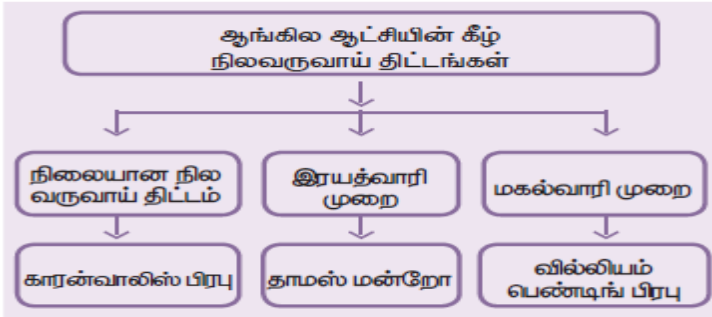 ஆங்கில ஆட்சியின் கீழ்
நிலவருவாய் திட்டங்கள்
நிலையான நில
வருவாய் திட்டம்
இரயத்வாரி
முறை
மகல்வாரி முறை
காரன்வாலிஸ் பிரபு
தாமஸ் மன்றோ
வில்லியம்
பெண்டிங் பிரபு